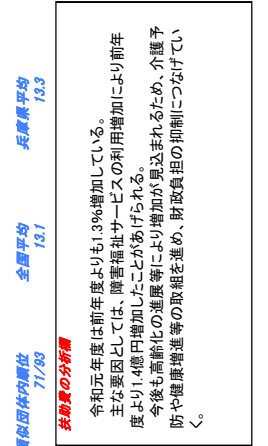 類似団体内順位 全国平均 兵庫県平均
71/93 13.1 13.3
扶助費の分析欄
令和元年度は前年度よりも1.3%増加している。
主な要因としては、障害福祉サービスの利用増加により前年
度より1.4億円増加したことがあげられる。
今後も高齢化の進展等により増加が見込まれるため、介護予
防や健康増進等の取組を進め、財政負担の抑制につなげてい
く。